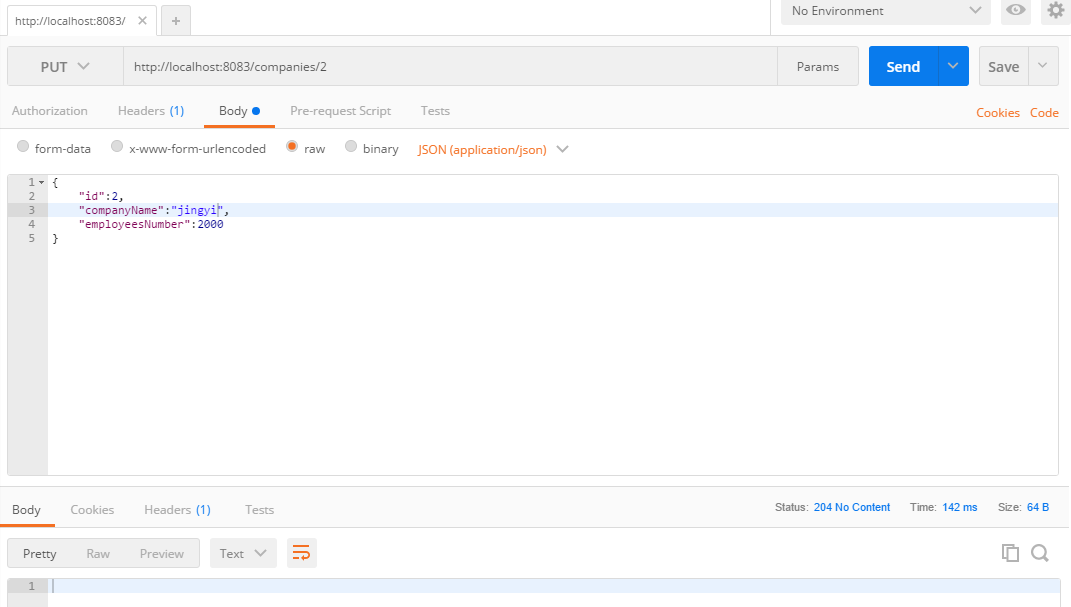 http://localhost:8083/
No Environment
PUT http://localhost:8083/companies/2 Params Send Save
Authorization Headers (1) Body Pre-request Script Tests Cookies Code
form-data x-www-form-urlencoded raw binary JSON (application/json)
1 {
2 "id":2,
3 "companyName":"jingyi",
4 "employeesNumber":2000
5 }
Body Cookies Headers (1) Tests Status: 204 No Content Time: 142 ms Size: 64 B
Pretty Raw Preview Text
1